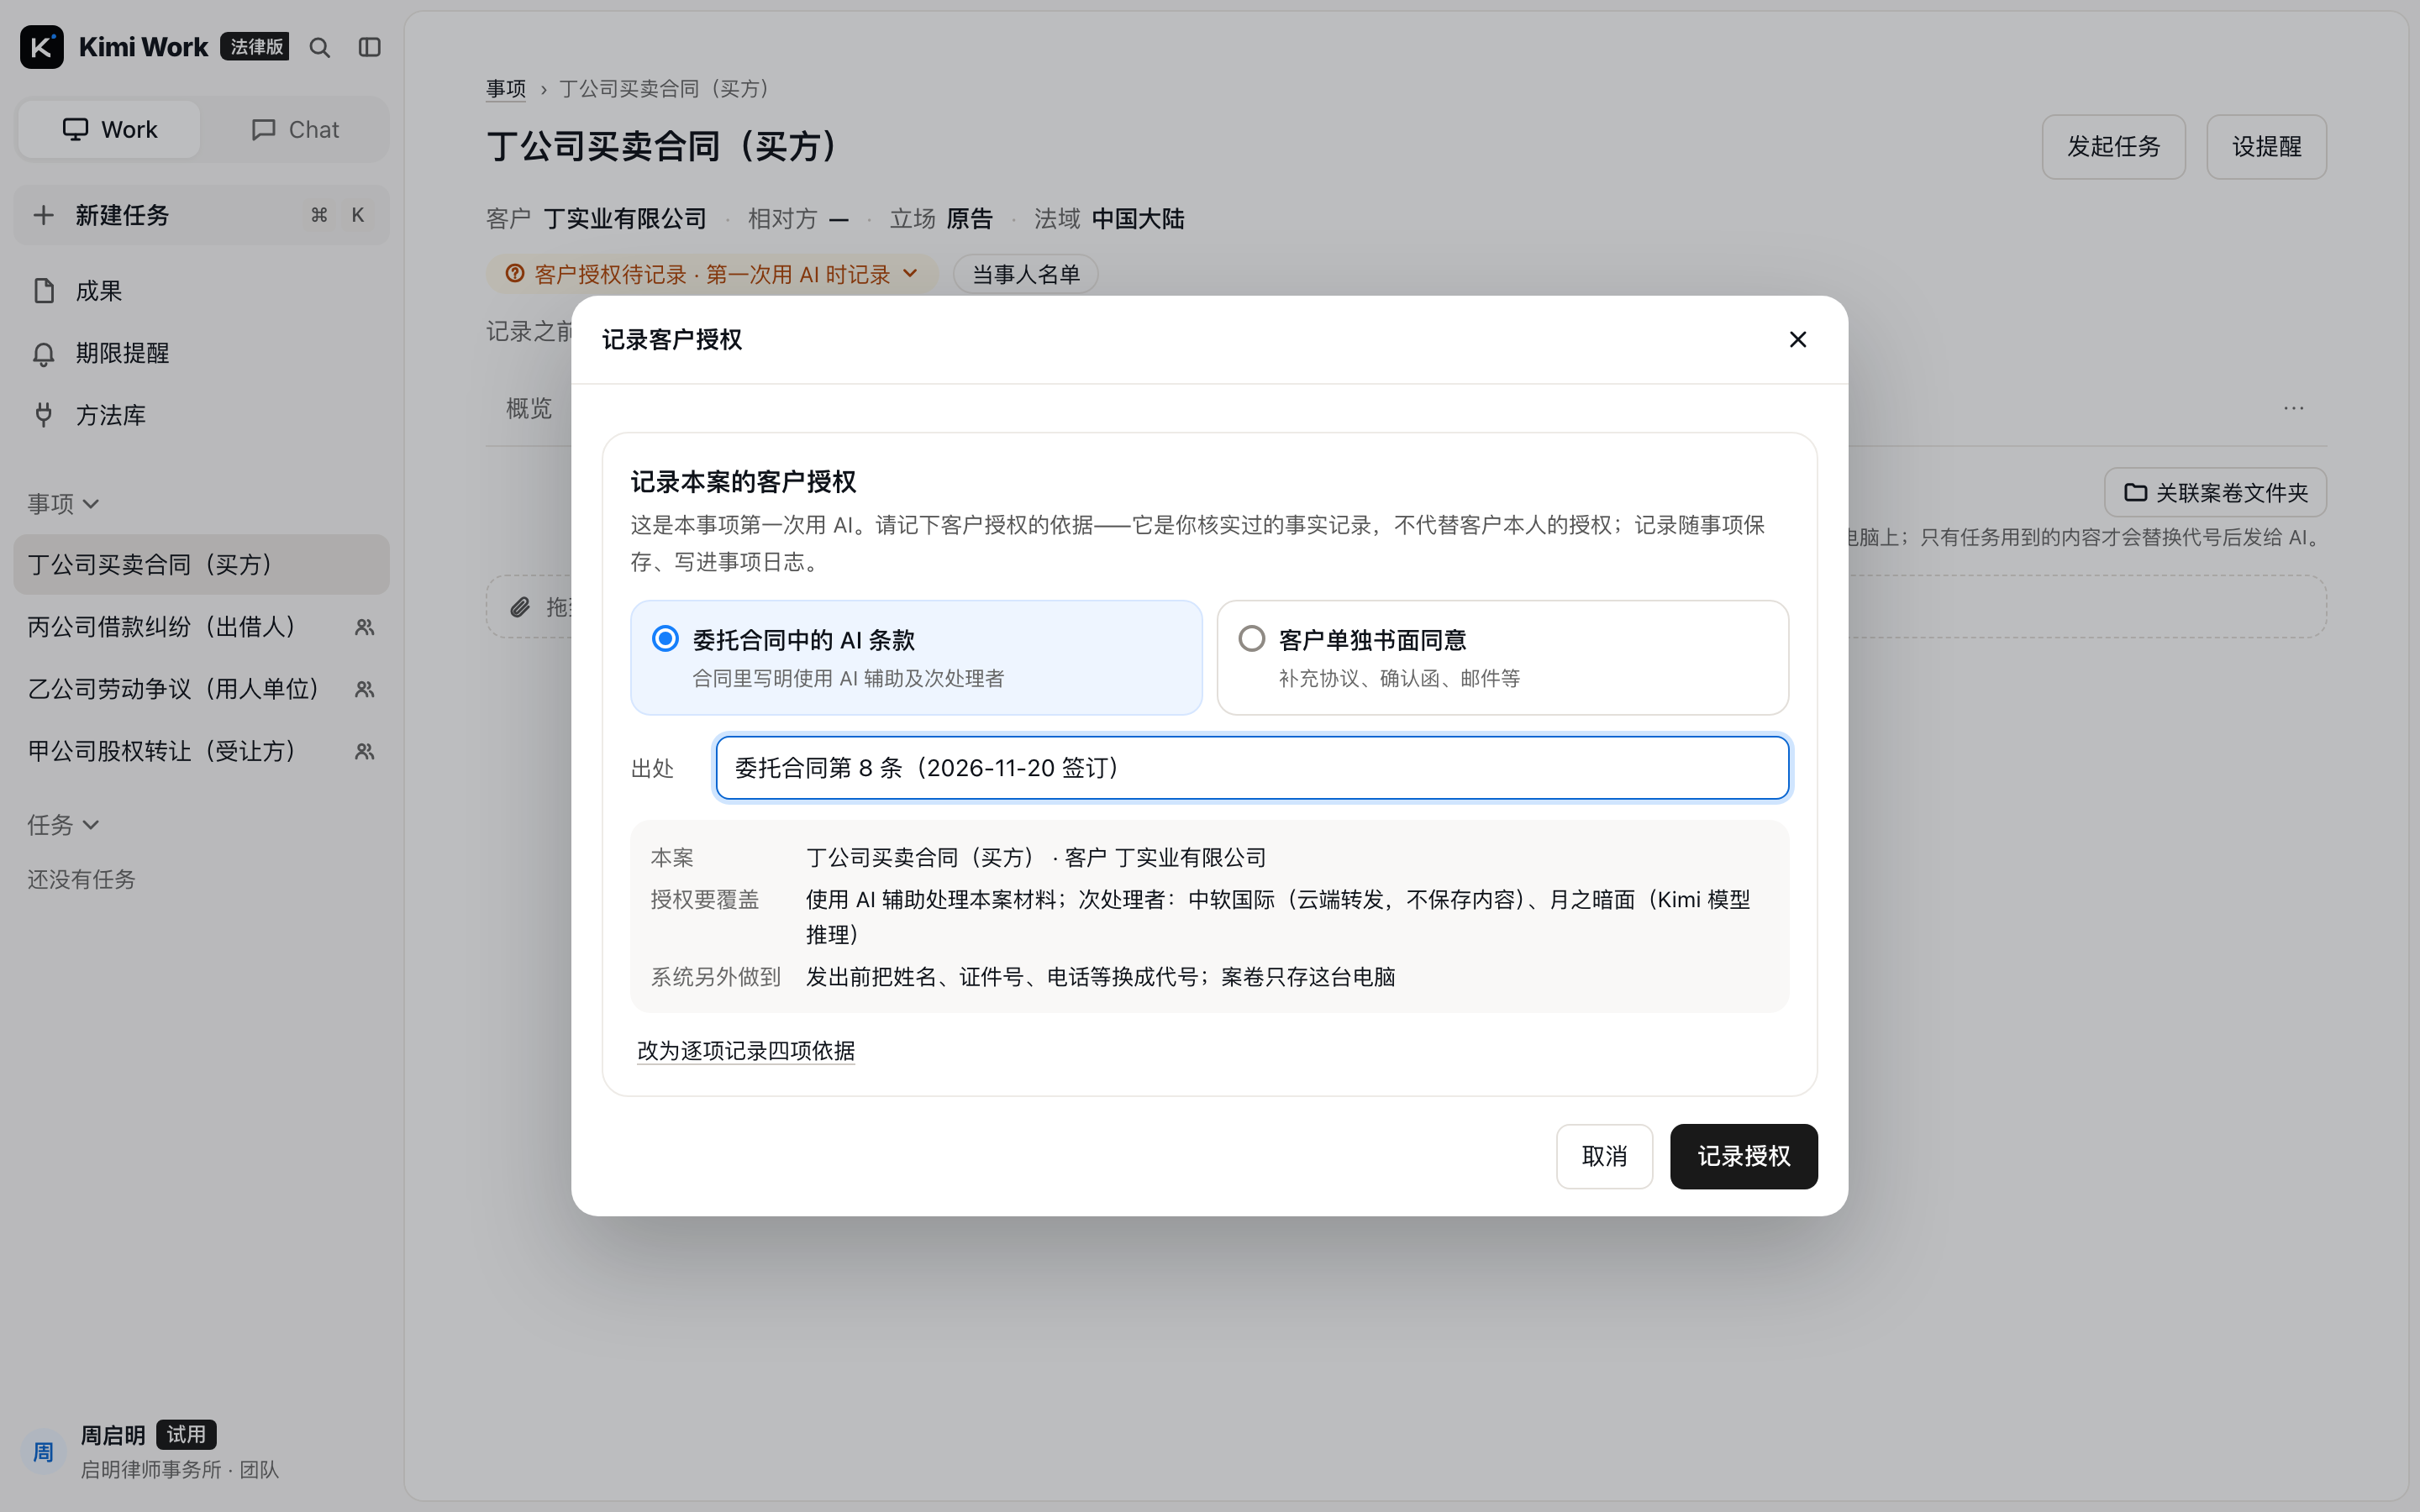 Kimi Work 法律版
Work
Chat
新建任务 ⌘ K
成果
期限提醒
方法库
事项
丁公司买卖合同（买方）
丙公司借款纠纷（出借人）
乙公司劳动争议（用人单位）
甲公司股权转让（受让方）
任务
还没有任务
周 周启明 试用
启明律师事务所 · 团队
事项 › 丁公司买卖合同（买方）
丁公司买卖合同（买方）
发起任务 设提醒
客户 丁实业有限公司 · 相对方 — · 立场 原告 · 法域 中国大陆
客户授权待记录 · 第一次用 AI 时记录 当事人名单
记录之前
概览 …
关联案卷文件夹
电脑上；只有任务用到的内容才会替换代号后发给 AI。
记录客户授权
记录本案的客户授权
这是本事项第一次用 AI。请记下客户授权的依据——它是你核实过的事实记录，不代替客户本人的授权；记录随事项保
存、写进事项日志。
委托合同中的 AI 条款
合同里写明使用 AI 辅助及次处理者
客户单独书面同意
补充协议、确认函、邮件等
出处 委托合同第 8 条（2026-11-20 签订）
本案 丁公司买卖合同（买方） · 客户 丁实业有限公司
授权要覆盖 使用 AI 辅助处理本案材料；次处理者：中软国际（云端转发，不保存内容）、月之暗面（Kimi 模型
推理）
系统另外做到 发出前把姓名、证件号、电话等换成代号；案卷只存这台电脑
改为逐项记录四项依据
取消 记录授权